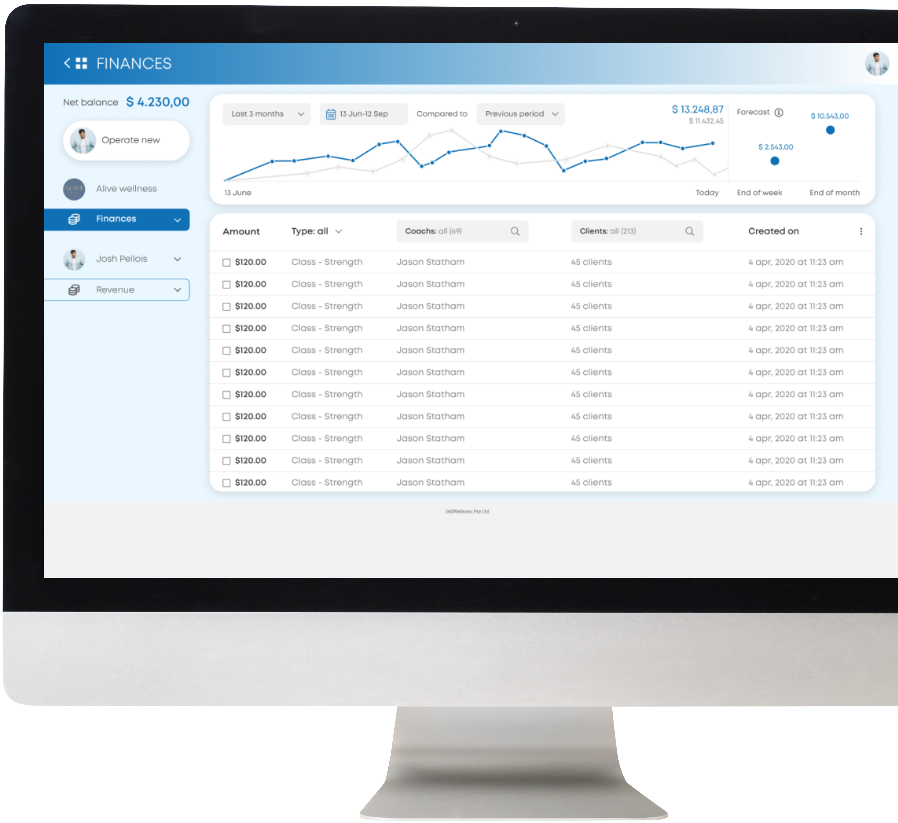 FINANCES
Net balance $ 4.230,00
Operate new
ALIVE
Alive wellness
Finances
Josh Pellois
Revenue
Last 3 months 13 Jun-12 Sep Compared to Previous period
$ 13.248,87
$ 11.432,45
13 June Today
Forecast
$ 10.543.00
$ 2.543.00
End of week End of month
Amount Type: all Coachs: all (69) Clients: all (213) Created on
$120.00 Class - Strength Jason Statham 45 clients 4 apr, 2020 at 11:23 am
$120.00 Class - Strength Jason Statham 45 clients 4 apr, 2020 at 11:23 am
$120.00 Class - Strength Jason Statham 45 clients 4 apr, 2020 at 11:23 am
$120.00 Class - Strength Jason Statham 45 clients 4 apr, 2020 at 11:23 am
$120.00 Class - Strength Jason Statham 45 clients 4 apr, 2020 at 11:23 am
$120.00 Class - Strength Jason Statham 45 clients 4 apr, 2020 at 11:23 am
$120.00 Class - Strength Jason Statham 45 clients 4 apr, 2020 at 11:23 am
$120.00 Class - Strength Jason Statham 45 clients 4 apr, 2020 at 11:23 am
$120.00 Class - Strength Jason Statham 45 clients 4 apr, 2020 at 11:23 am
$120.00 Class - Strength Jason Statham 45 clients 4 apr, 2020 at 11:23 am
$120.00 Class - Strength Jason Statham 45 clients 4 apr, 2020 at 11:23 am
Pte Ltd